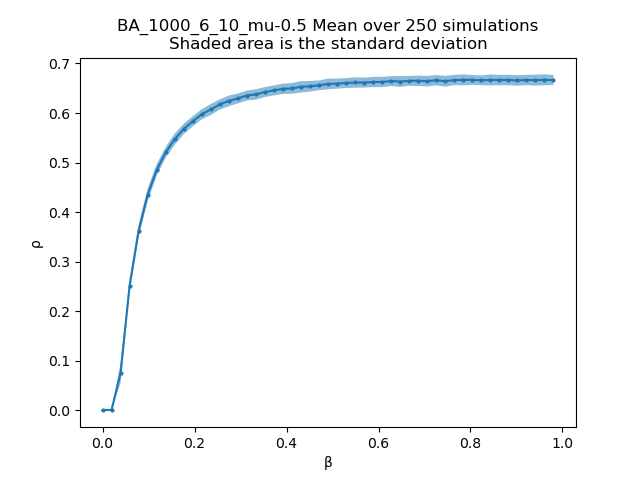 BA_1000_6_10_mu-0.5 Mean over 250 simulations
Shaded area is the standard deviation
0.7
0.6
0.5
0.4
0.3
0.2
0.1
0.0
ρ
0.0 0.2 0.4 0.6 0.8 1.0
β